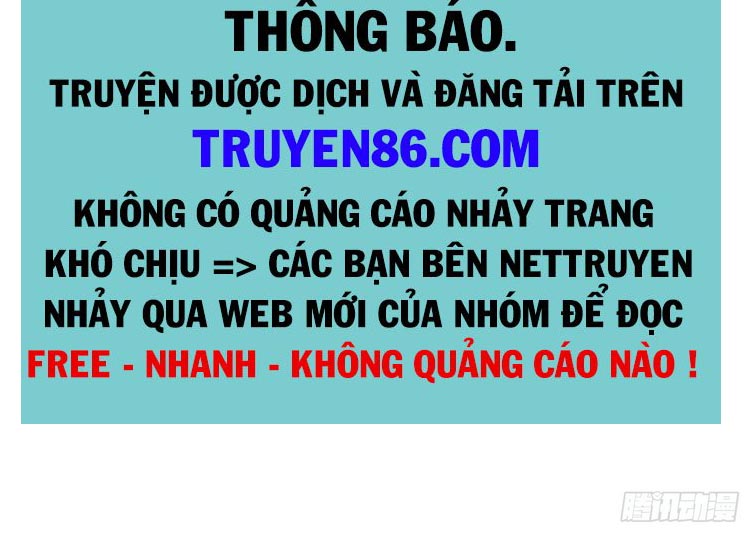 THÔNG BÁO.
TRUYỆN ĐƯỢC DỊCH VÀ ĐĂNG TẢI TRÊN
TRUYEN86.COM
KHÔNG CÓ QUẢNG CÁO NHẢY TRANG
KHÓ CHỊU => CÁC BẠN BÊN NETTRUYEN
NHẢY QUA WEB MỚI CỦA NHÓM ĐỂ ĐỌC
FREE - NHANH - KHÔNG QUẢNG CÁO NÀO !
腾讯动漫